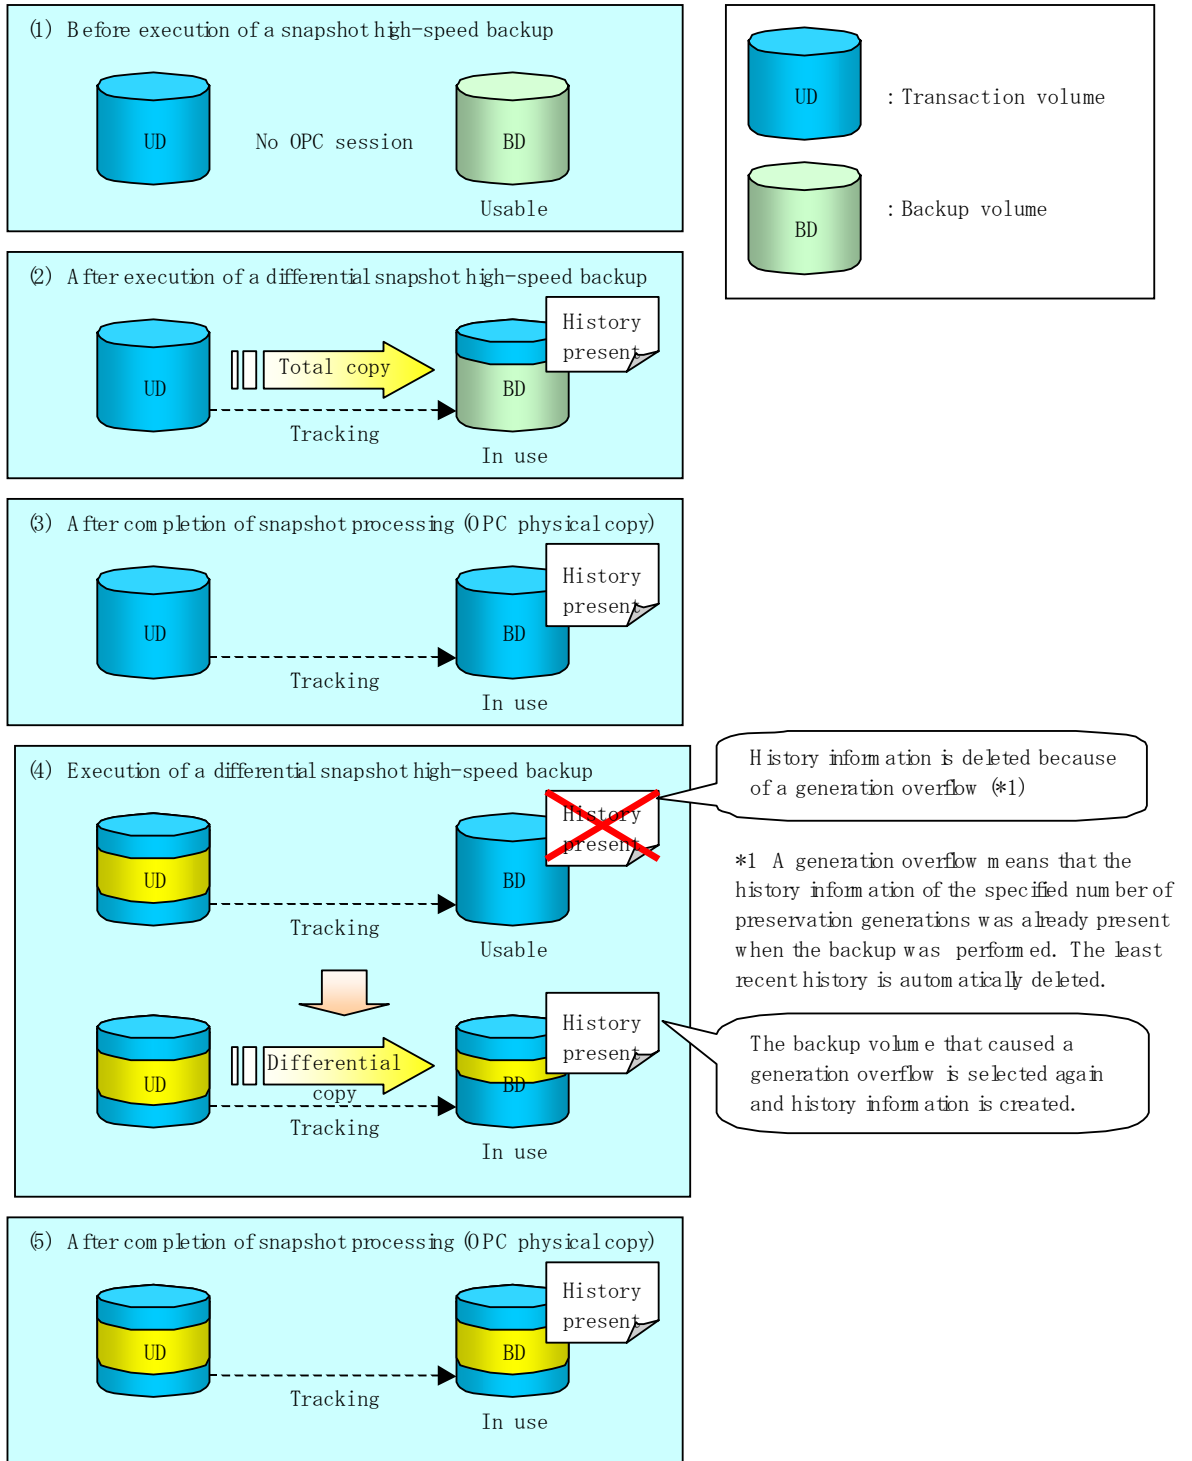 (1) Before execution of a snapshot high-speed backup
UD
No OPC session
BD
Usable
UD
: Transaction volume
BD
: Backup volume
(2) After execution of a differential snapshot high-speed backup
History
present
UD
Total copy
BD
Tracking
In use
(3) After completion of snapshot processing (OPC physical copy)
History
present
UD
BD
Tracking
In use
(4) Execution of a differential snapshot high-speed backup
History
present
UD
BD
Tracking
Usable
History information is deleted because
of a generation overflow (*1)
*1 A generation overflow means that the
history information of the specified number of
preservation generations was already present
when the backup was performed. The least
recent history is automatically deleted.
History
present
UD
Differential
copy
BD
Tracking
In use
The backup volume that caused a
generation overflow is selected again
and history information is created.
(5) After completion of snapshot processing (OPC physical copy)
History
present
UD
BD
Tracking
In use